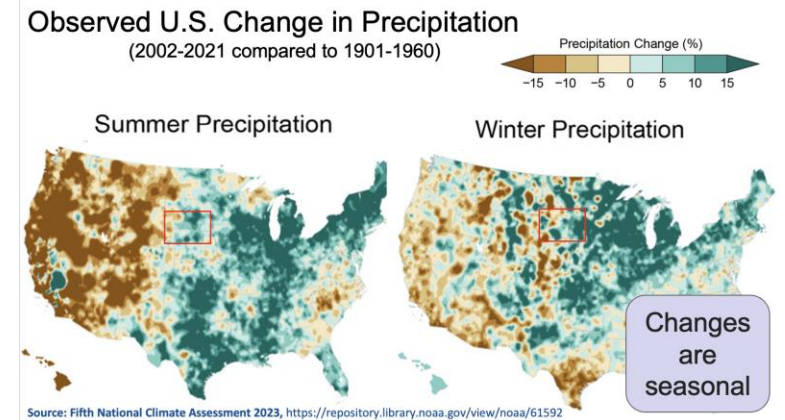 Observed U.S. Change in Precipitation
(2002-2021 compared to 1901-1960)
Precipitation Change (%)
−15 −10 −5 0 5 10 15
Summer Precipitation
Winter Precipitation
Changes
are
seasonal
Source: Fifth National Climate Assessment 2023, https://repository.library.noaa.gov/view/noaa/61592